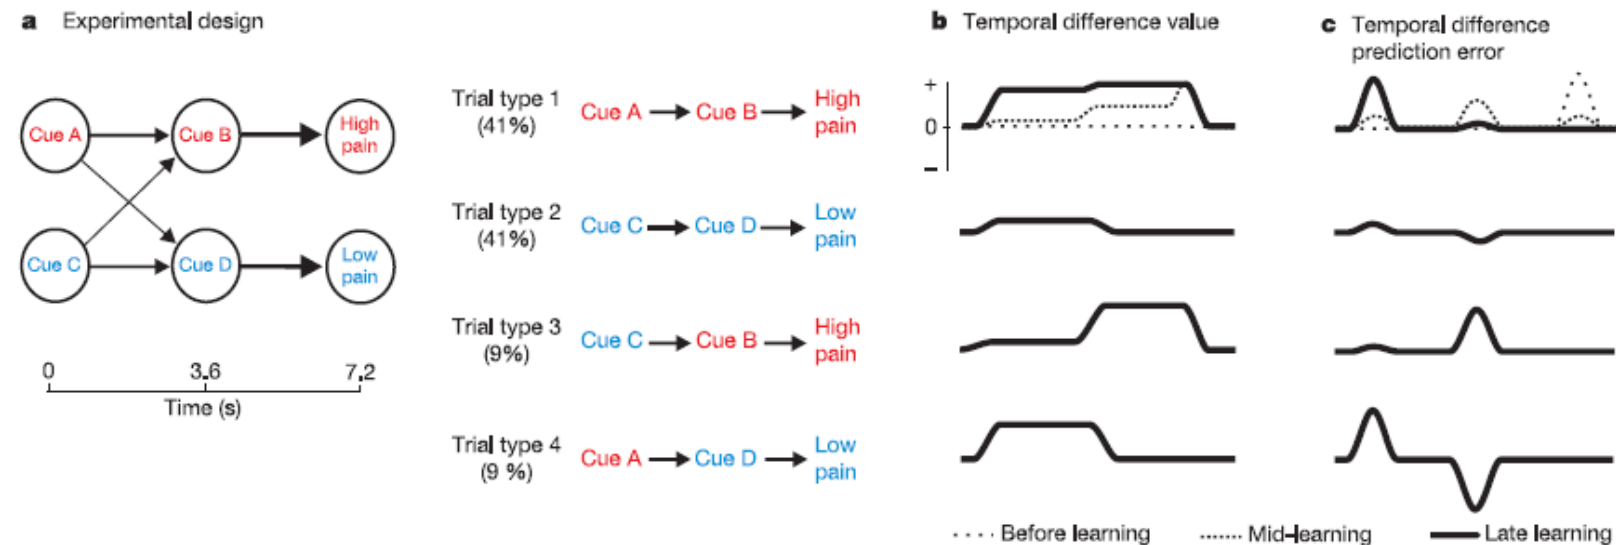 a Experimental design
Cue A
Cue B
High
pain
Cue C
Cue D
Low
pain
0 3.6 7.2
Time (s)
Trial type 1
(41%)
Cue A Cue B High
pain
Trial type 2
(41%)
Cue C Cue D Low
pain
Trial type 3
(9%)
Cue C Cue B High
pain
Trial type 4
(9 %)
Cue A Cue D Low
pain
b Temporal difference value
+
0
–
c Temporal difference
prediction error
Before learning Mid–learning Late learning